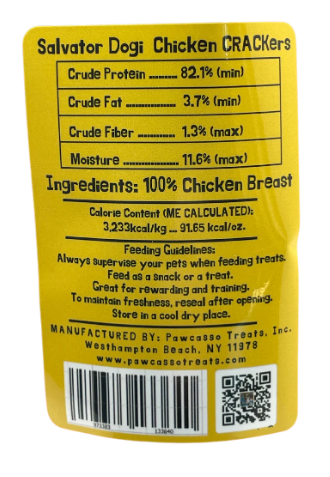 Salvator Dogi Chicken CRACKers
Crude Protein .......... 82.1% (min)
Crude Fat .................. 3.7% (min)
Crude Fiber .............. 1.3% (max)
Moisture ................... 11.6% (max)
Ingredients: 100% Chicken Breast
Calorie Content (ME CALCULATED):
3,233kcal/kg ... 91.65 kcal/oz.
Feeding Guidelines:
Always supervise your pets when feeding treats.
Feed as a snack or a treat.
Great for rewarding and training.
To maintain freshness, reseal after opening.
Store in a cool dry place.
MANUFACTURED BY: Pawcasso Treats, Inc.
Westhampton Beach, NY 11978
www.pawcassotreats.com